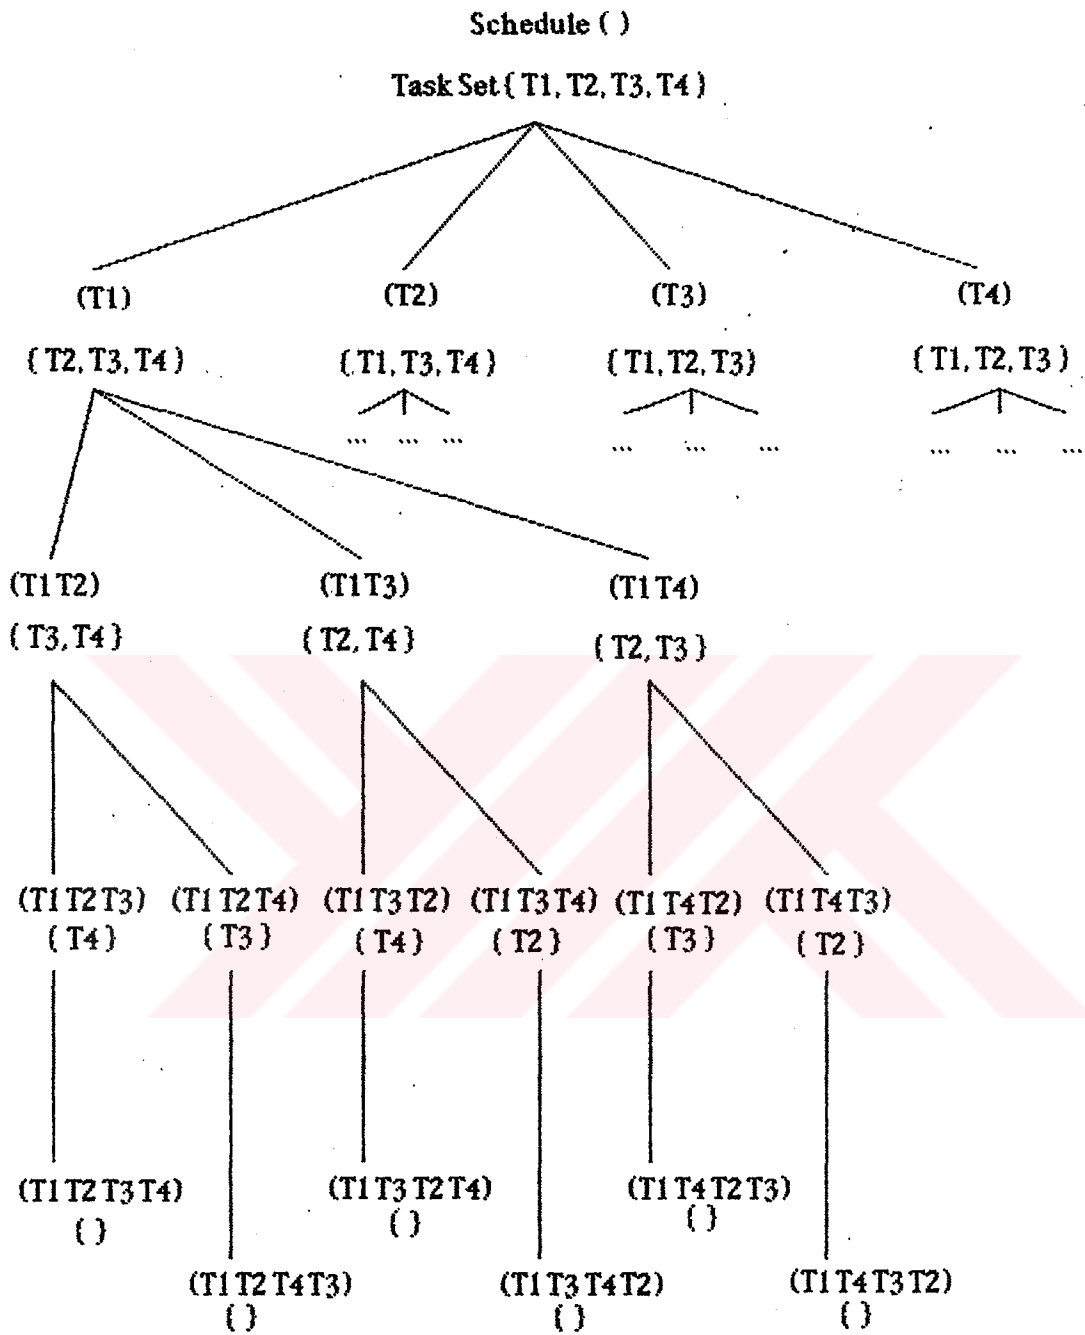 Schedule ( )
Task Set { T1, T2, T3, T4 }
(T1) (T2) (T3) (T4)
{ T2, T3, T4 } { T1, T3, T4 } { T1, T2, T3} { T1, T2, T3 }
... ... ... ... ... ... ... ... ...
(T1 T2) (T1 T3) (T1 T4)
{ T3, T4 } { T2, T4 } { T2, T3 }
(T1 T2 T3) (T1 T2 T4) (T1 T3 T2) (T1 T3 T4) (T1 T4 T2) (T1 T4 T3)
{ T4 } { T3 } { T4 } { T2 } { T3 } { T2 }
(T1 T2 T3 T4) (T1 T3 T2 T4) (T1 T4 T2 T3)
{ } { } { }
(T1 T2 T4 T3) (T1 T3 T4 T2) (T1 T4 T3 T2)
{ } { } { }